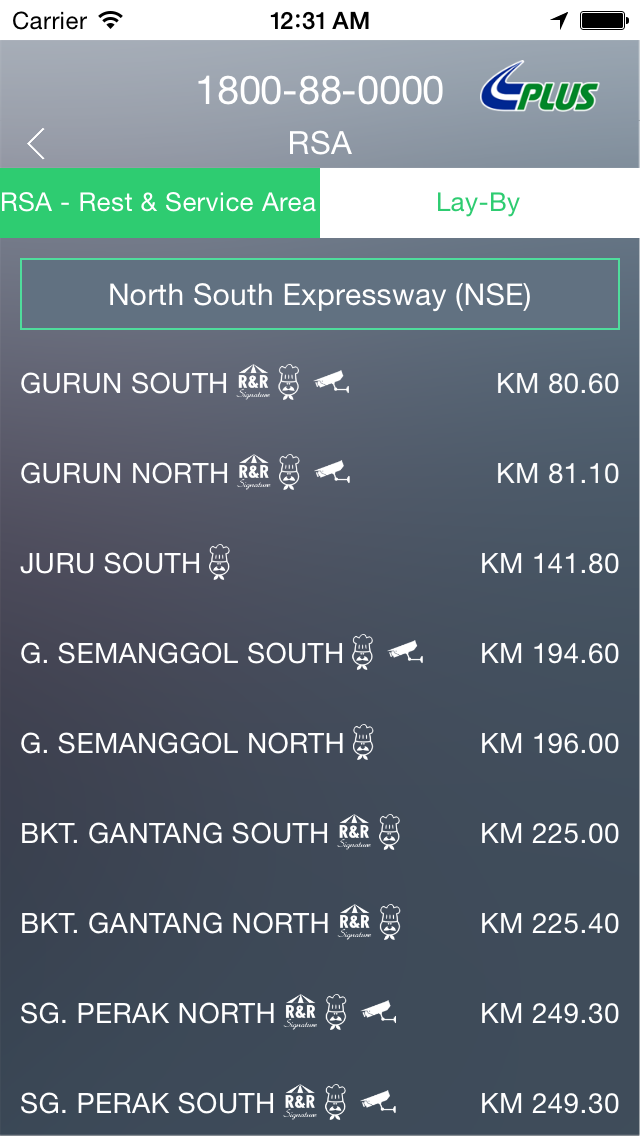 Carrier 12:31 AM
1800-88-0000 PLUS
RSA
RSA - Rest & Service Area Lay-By
North South Expressway (NSE)
GURUN SOUTH R&R Signature KM 80.60
GURUN NORTH R&R Signature KM 81.10
JURU SOUTH KM 141.80
G. SEMANGGOL SOUTH KM 194.60
G. SEMANGGOL NORTH KM 196.00
BKT. GANTANG SOUTH R&R Signature KM 225.00
BKT. GANTANG NORTH R&R Signature KM 225.40
SG. PERAK NORTH R&R Signature KM 249.30
SG. PERAK SOUTH R&R Signature KM 249.30